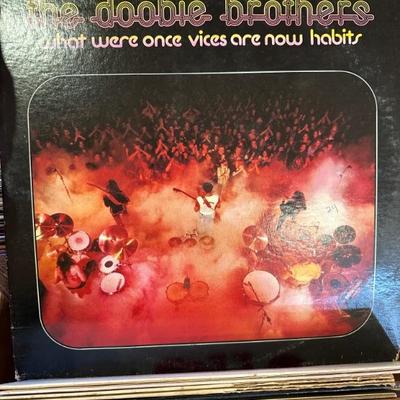 the doobie brothers
what were once vices are now habits